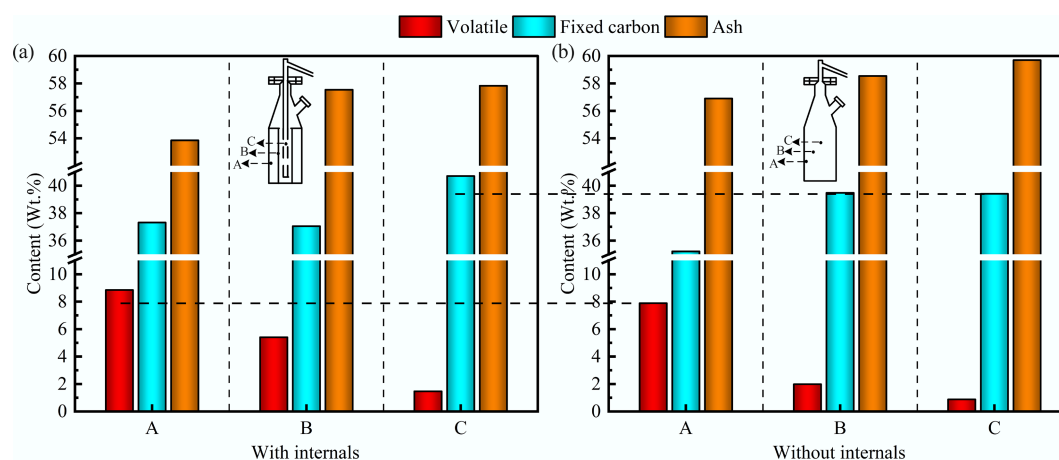 Volatile Fixed carbon Ash
(a)
Content (Wt.%)
60
58
56
54
40
38
36
10
8
6
4
2
0
C
B
A
A B C
With internals
(b)
Content (Wt.%)
60
58
56
54
40
38
36
10
8
6
4
2
0
C
B
A
A B C
Without internals